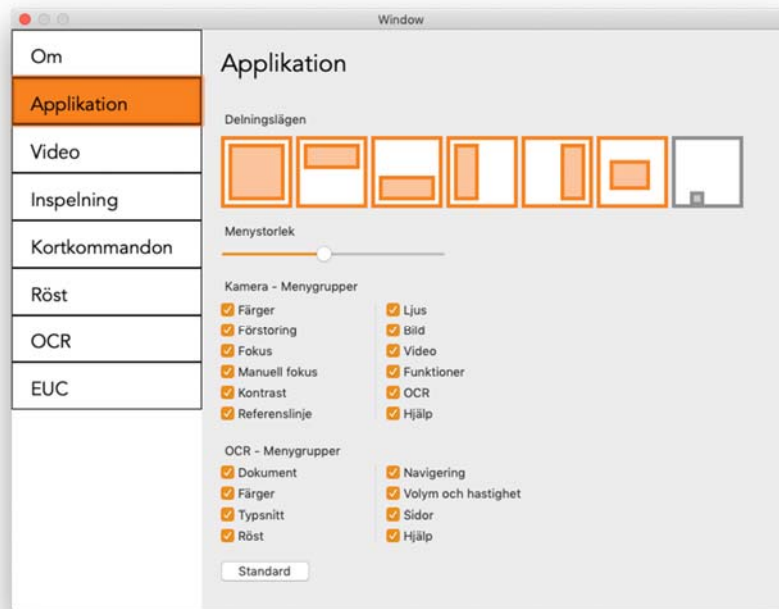 Window
Om
Applikation
Video
Inspelning
Kortkommandon
Röst
OCR
EUC
Applikation
Delningslägen
Menystorlek
Kamera - Menygrupper
Färger
Förstoring
Fokus
Manuell fokus
Kontrast
Referenslinje
Ljus
Bild
Video
Funktioner
OCR
Hjälp
OCR - Menygrupper
Dokument
Färger
Typsnitt
Röst
Navigering
Volym och hastighet
Sidor
Hjälp
Standard